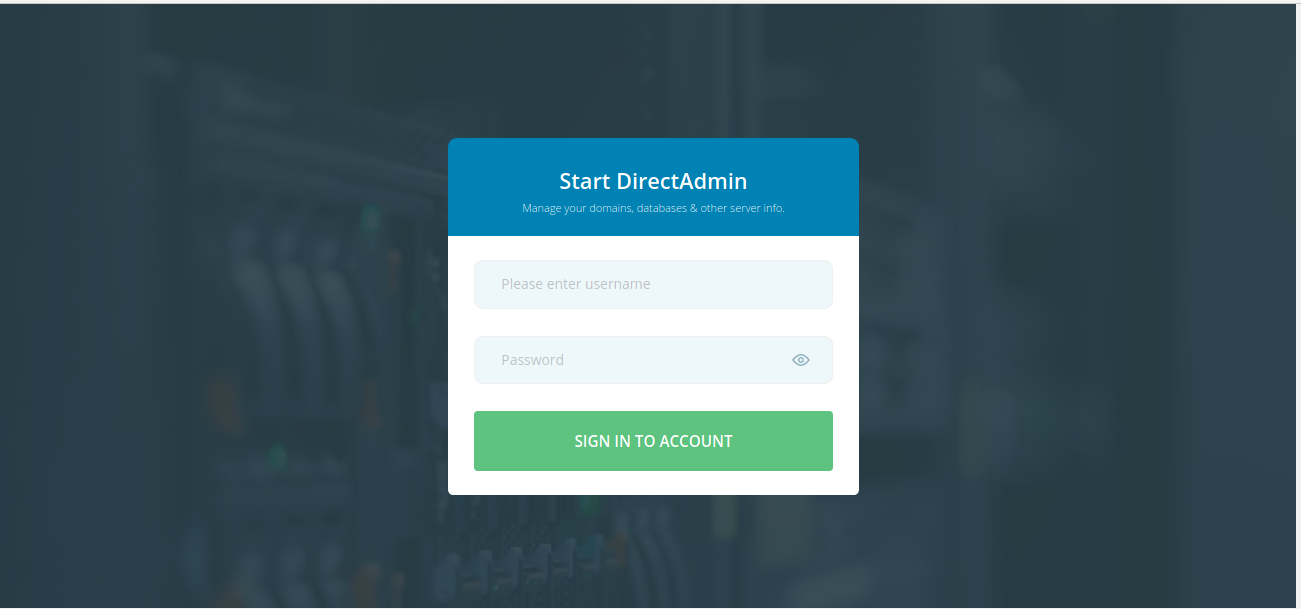 Start DirectAdmin
Manage your domains, databases & other server info.
Please enter username
Password
SIGN IN TO ACCOUNT